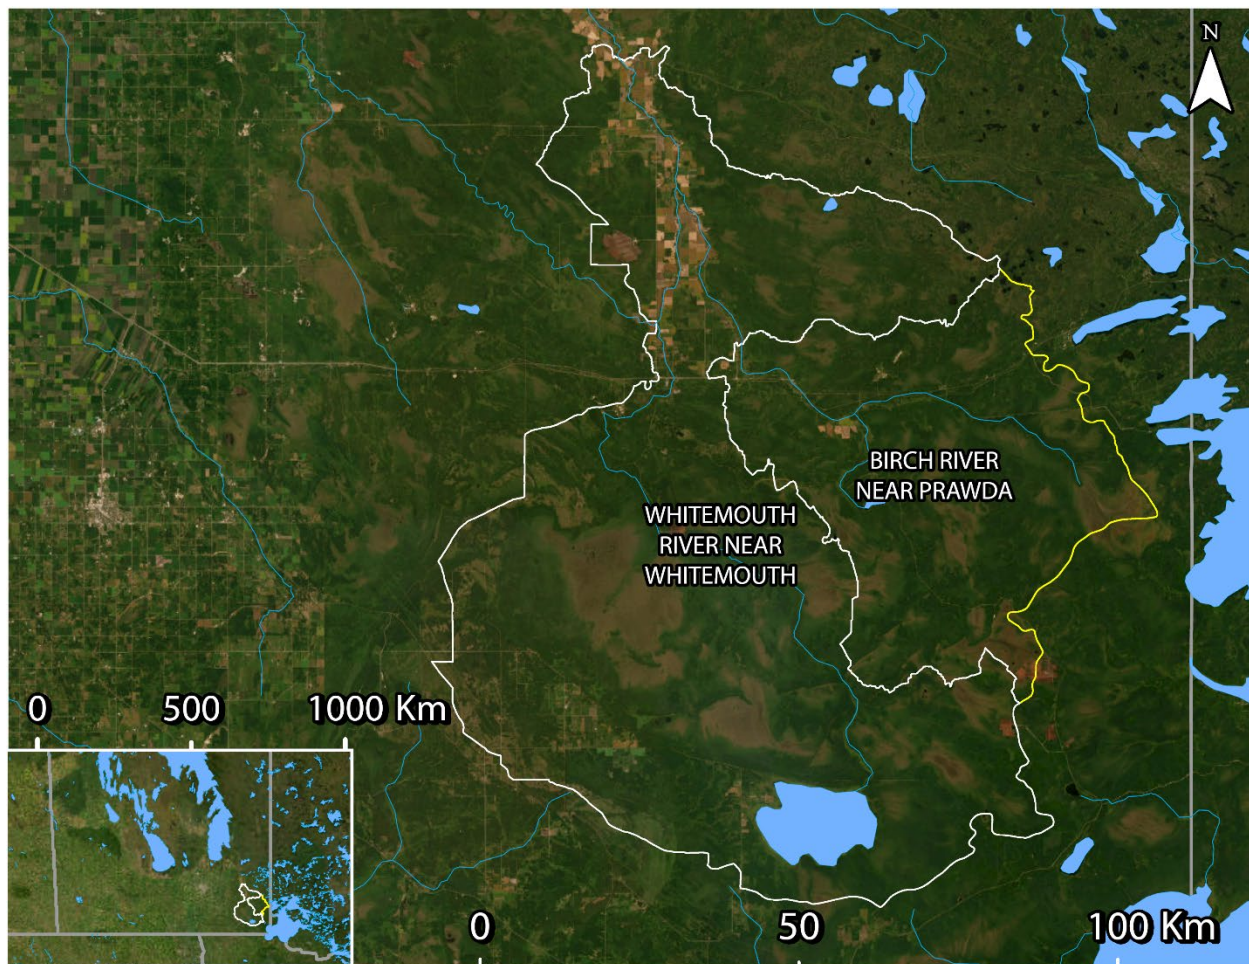 N
BIRCH RIVER
NEAR PRAWDA
WHITEMOUTH
RIVER NEAR
WHITEMOUTH
0 500 1000 Km
0 50 100 Km